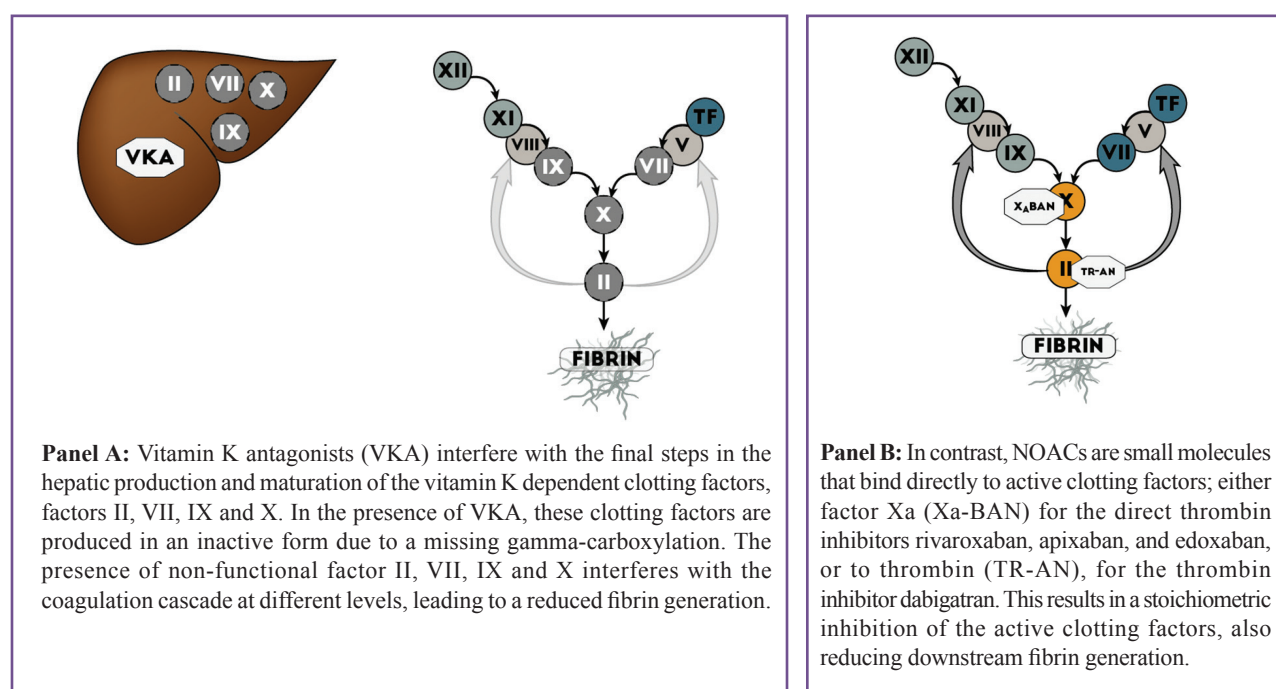 II
VII
X
IX
VKA
XII
XI
VIII
IX
TF
V
VII
X
II
FIBRIN
Panel A: Vitamin K antagonists (VKA) interfere with the final steps in the
hepatic production and maturation of the vitamin K dependent clotting factors,
factors II, VII, IX and X. In the presence of VKA, these clotting factors are
produced in an inactive form due to a missing gamma-carboxylation. The
presence of non-functional factor II, VII, IX and X interferes with the
coagulation cascade at different levels, leading to a reduced fibrin generation.
XII
XI
VIII
IX
TF
V
VII
XABAN
X
II
TR-AN
FIBRIN
Panel B: In contrast, NOACs are small molecules
that bind directly to active clotting factors; either
factor Xa (Xa-BAN) for the direct thrombin
inhibitors rivaroxaban, apixaban, and edoxaban,
or to thrombin (TR-AN), for the thrombin
inhibitor dabigatran. This results in a stoichiometric
inhibition of the active clotting factors, also
reducing downstream fibrin generation.